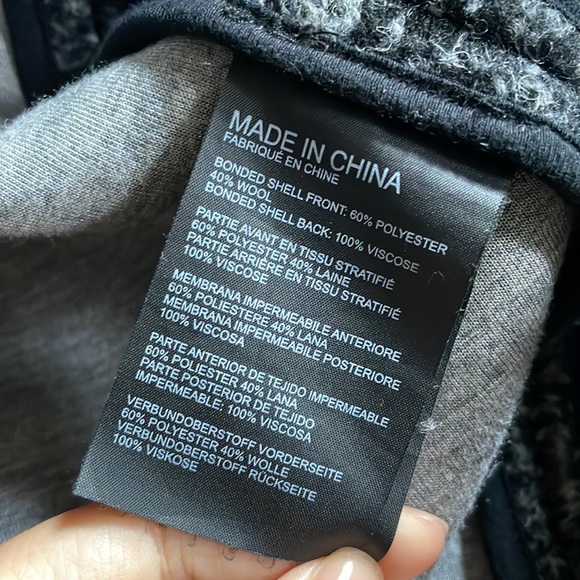 MADE IN CHINA
FABRIQUÉ EN CHINE
BONDED SHELL FRONT: 60% POLYESTER
40% WOOL
BONDED SHELL BACK: 100% VISCOSE
PARTIE AVANT EN TISSU STRATIFIÉ
60% POLYESTER 40% LAINE
PARTIE ARRIÈRE EN TISSU STRATIFIÉ
100% VISCOSE
MEMBRANA IMPERMEABILE ANTERIORE
60% POLIESTERE 40% LANA
MEMBRANA IMPERMEABILE POSTERIORE
100% VISCOSA
PARTE ANTERIOR DE TEJIDO IMPERMEABLE
60% POLIÉSTER 40% LANA
PARTE POSTERIOR DE TEJIDO
IMPERMEABLE: 100% VISCOSA
VERBUNDOBERSTOFF VORDERSEITE
60% POLYESTER 40% WOLLE
VERBUNDOBERSTOFF RÜCKSEITE
100% VISKOSE